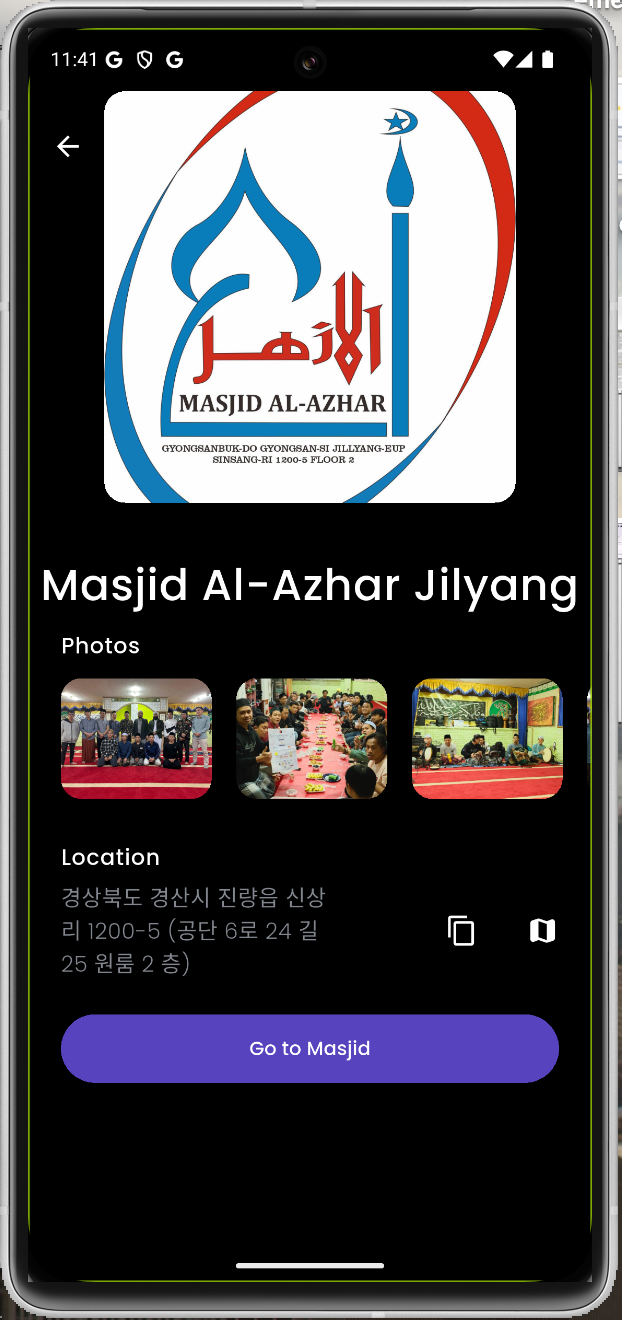 11:41
الازهر
MASJID AL-AZHAR
GYONGSANBUK-DO GYONGSAN-SI JILLYANG-EUP
SINSANG-RI 1200-5 FLOOR 2
Masjid Al-Azhar Jilyang
Photos
Location
경상북도 경산시 진량읍 신상
리 1200-5 (공단 6로 24 길
25 원룸 2 층)
Go to Masjid